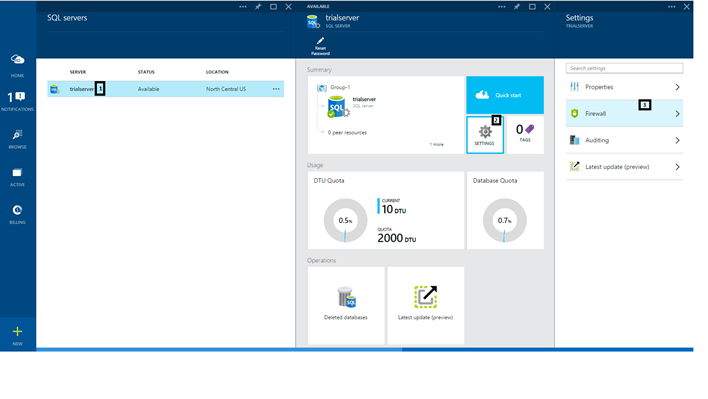 SQL servers
SERVER STATUS LOCATION
trialserver 1 Available North Central US
HOME
1
NOTIFICATIONS
BROWSE
ACTIVE
BILLING
NEW
AVAILABLE
trialserver
SQL SERVER
Reset
Password
Summary
Group-1
trialserver
SQL server
0 peer resources
1 more
Quick start
2
SETTINGS
0
TAGS
Usage
DTU Quota
0.5%
CURRENT
10 DTU
QUOTA
2000 DTU
Database Quota
0.7%
Operations
Deleted databases
Latest update (preview)
Settings
TRIALSERVER
Search settings
Properties
3
Firewall
Auditing
Latest update (preview)